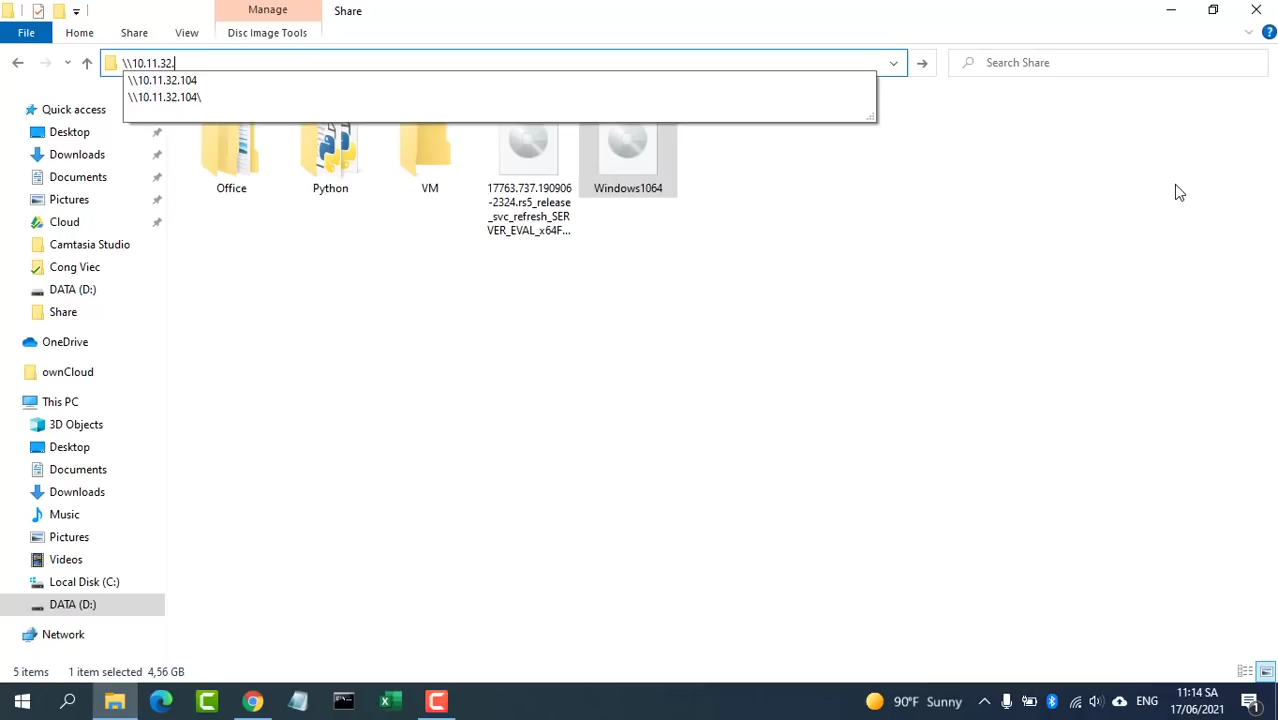 Manage
Share
File
Home
Share
View
Disc Image Tools
\\10.11.32.
Search Share
\\10.11.32.104
\\10.11.32.104\
Quick access
Desktop
Downloads
Documents
Pictures
Cloud
Camtasia Studio
Cong Viec
DATA (D:)
Share
OneDrive
ownCloud
This PC
3D Objects
Desktop
Documents
Downloads
Music
Pictures
Videos
Local Disk (C:)
DATA (D:)
Network
Office
Python
VM
17763.737.190906
-2324.rs5_release
_svc_refresh_SER
VER_EVAL_x64F...
Windows1064
5 items
1 item selected 4,56 GB
90°F Sunny
ENG
11:14 SA
17/06/2021
1